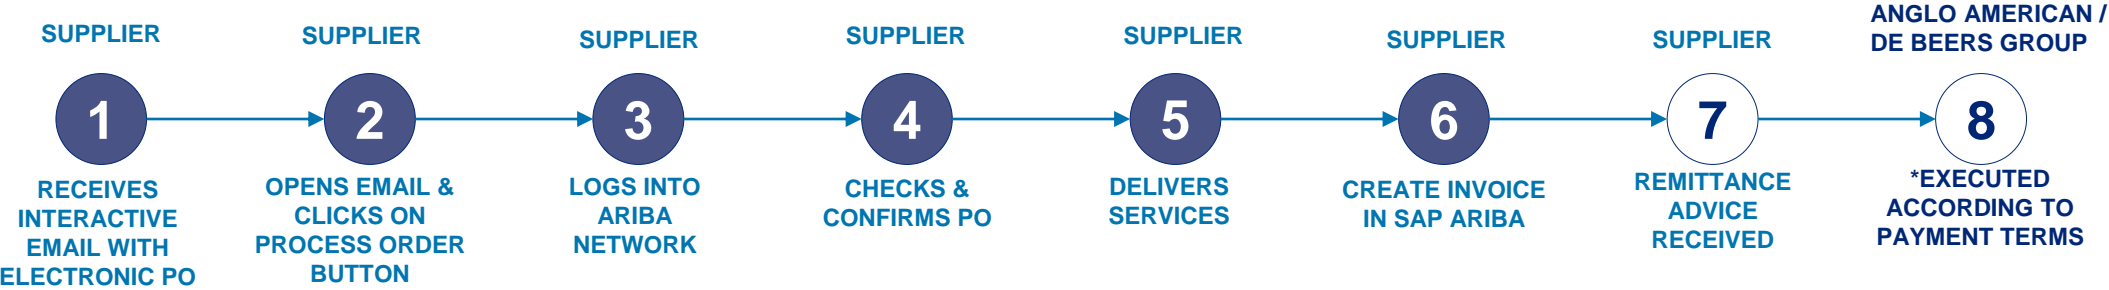 SUPPLIER
1
RECEIVES
INTERACTIVE
EMAIL WITH
ELECTRONIC PO
SUPPLIER
2
OPENS EMAIL &
CLICKS ON
PROCESS ORDER
BUTTON
SUPPLIER
3
LOGS INTO
ARIBA
NETWORK
SUPPLIER
4
CHECKS &
CONFIRMS PO
SUPPLIER
5
DELIVERS
SERVICES
SUPPLIER
6
CREATE INVOICE
IN SAP ARIBA
SUPPLIER
7
REMITTANCE
ADVICE
RECEIVED
ANGLO AMERICAN /
DE BEERS GROUP
8
*EXECUTED
ACCORDING TO
PAYMENT TERMS